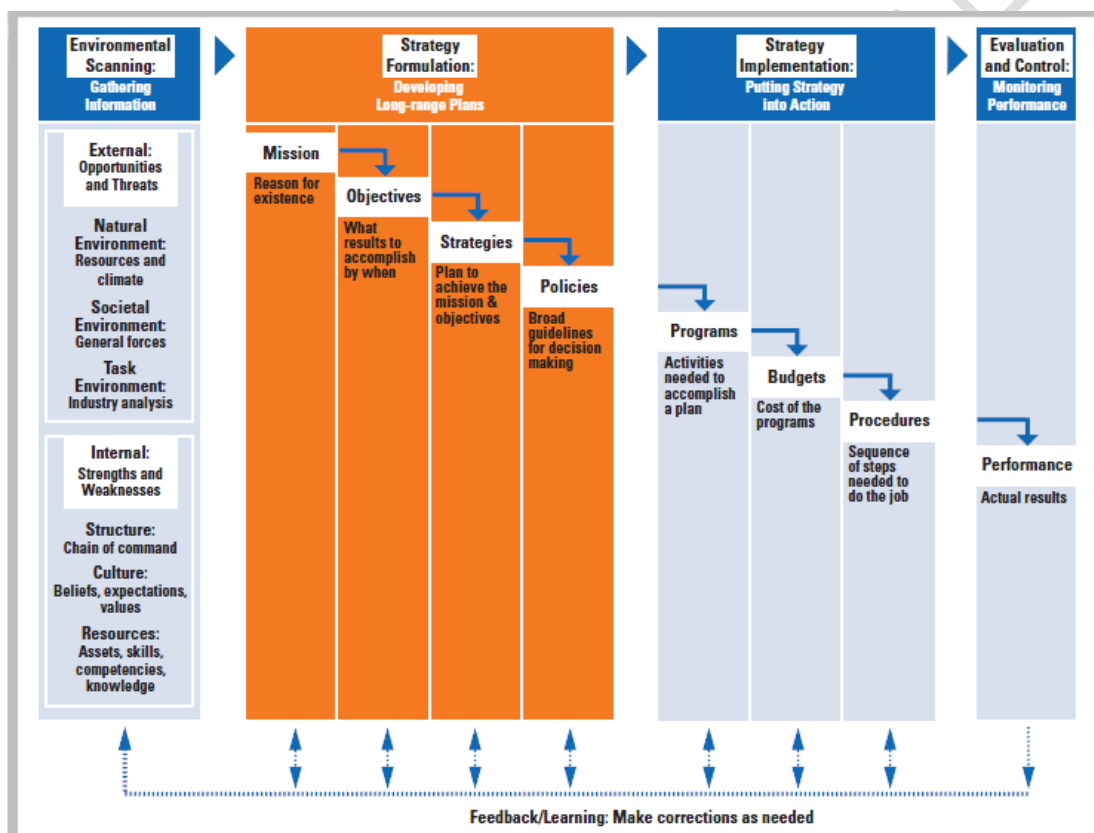 Environmental
Scanning:
Gathering
Information
External:
Opportunities
and Threats
Natural
Environment:
Resources and
climate
Societal
Environment:
General forces
Task
Environment:
Industry analysis
Internal:
Strengths and
Weaknesses
Structure:
Chain of command
Culture:
Beliefs, expectations,
values
Resources:
Assets, skills,
competencies,
knowledge
Strategy
Formulation:
Developing
Long-range Plans
Mission
Reason for
existence
Objectives
What
results to
accomplish
by when
Strategies
Plan to
achieve the
mission &
objectives
Policies
Broad
guidelines
for decision
making
Strategy
Implementation:
Putting Strategy
into Action
Programs
Activities
needed to
accomplish
a plan
Budgets
Cost of the
programs
Procedures
Sequence
of steps
needed to
do the job
Evaluation
and Control:
Monitoring
Performance
Performance
Actual results
Feedback/Learning: Make corrections as needed